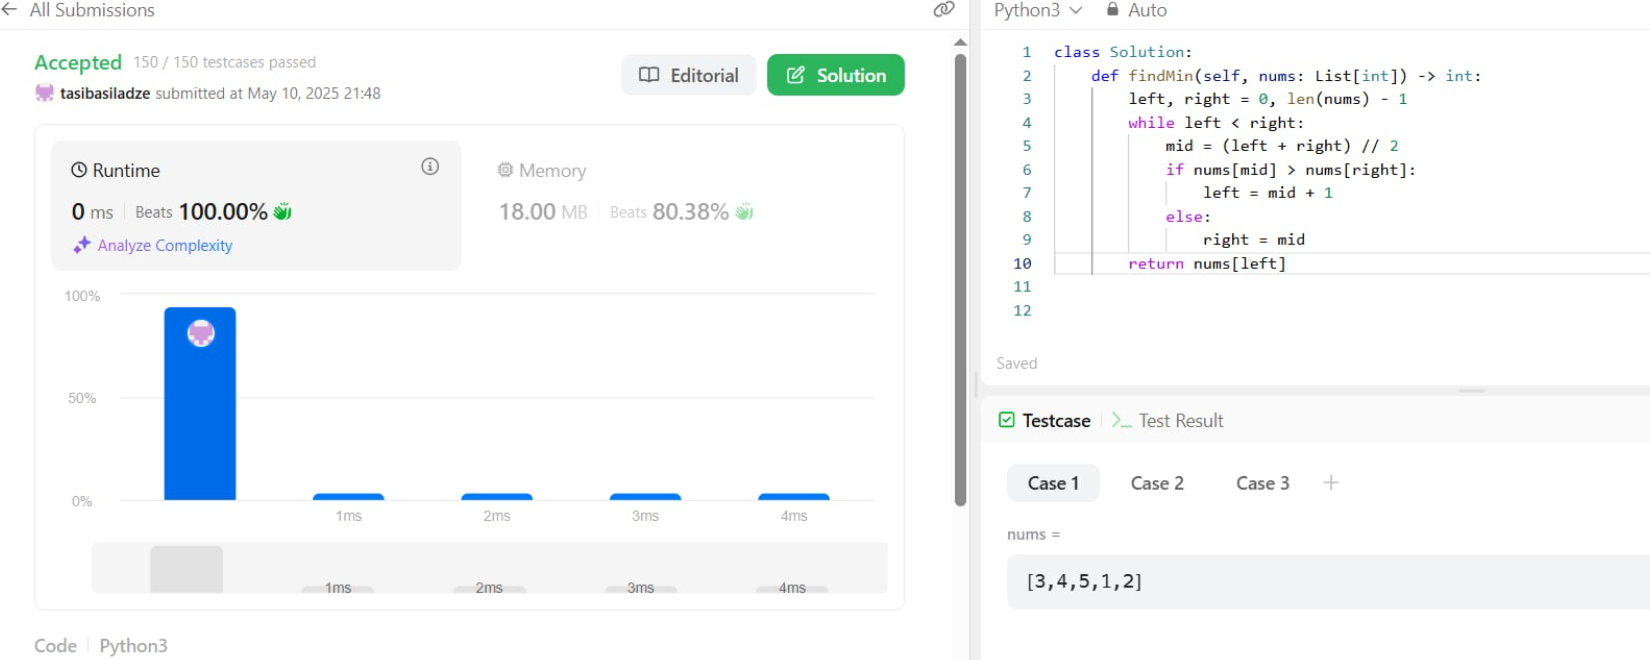 All Submissions
Accepted 150 / 150 testcases passed
Editorial
Solution
tasibasiladze submitted at May 10, 2025 21:48
Runtime
0 ms Beats 100.00%
Analyze Complexity
Memory
18.00 MB Beats 80.38%
100%
50%
0%
1ms 2ms 3ms 4ms
1ms 2ms 3ms 4ms
Code Python3
Python3 Auto
1 class Solution:
2     def findMin(self, nums: List[int]) -> int:
3         left, right = 0, len(nums) - 1
4         while left < right:
5             mid = (left + right) // 2
6             if nums[mid] > nums[right]:
7                 left = mid + 1
8             else:
9                 right = mid
10         return nums[left]
11
12
Saved
Testcase >_ Test Result
Case 1 Case 2 Case 3 +
nums =
[3,4,5,1,2]